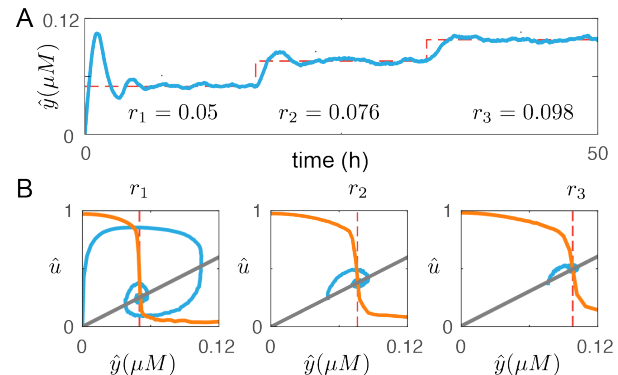 A
0.12
ŷ(μM)
0
r₁ = 0.05
r₂ = 0.076
r₃ = 0.098
0
50
time (h)
B
r₁
r₂
r₃
1
1
1
û
û
û
0
0
0
0
0.12
0
0.12
0
0.12
ŷ(μM)
ŷ(μM)
ŷ(μM)